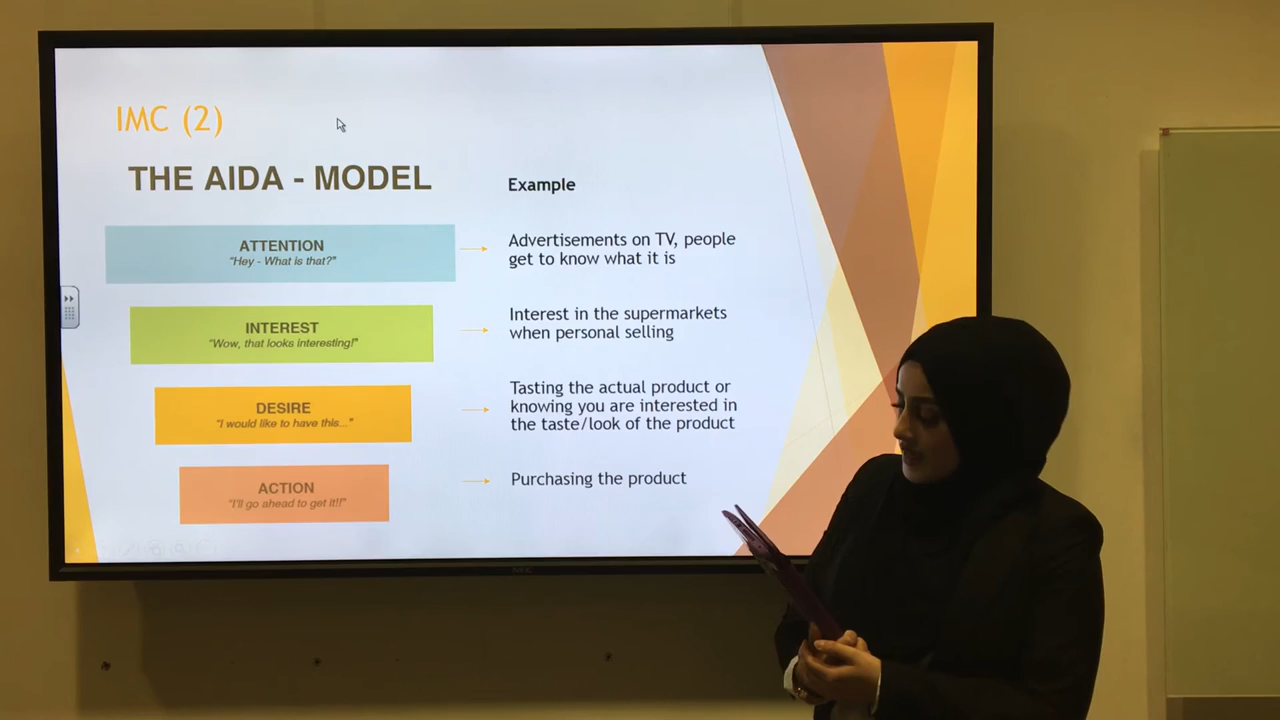 IMC (2)
THE AIDA - MODEL
Example
ATTENTION
"Hey - What is that?"
Advertisements on TV, people
get to know what it is
INTEREST
"Wow, that looks interesting!"
Interest in the supermarkets
when personal selling
DESIRE
"I would like to have this..."
Tasting the actual product or
knowing you are interested in
the taste/look of the product
ACTION
"I'll go ahead to get it!!"
Purchasing the product
NEC